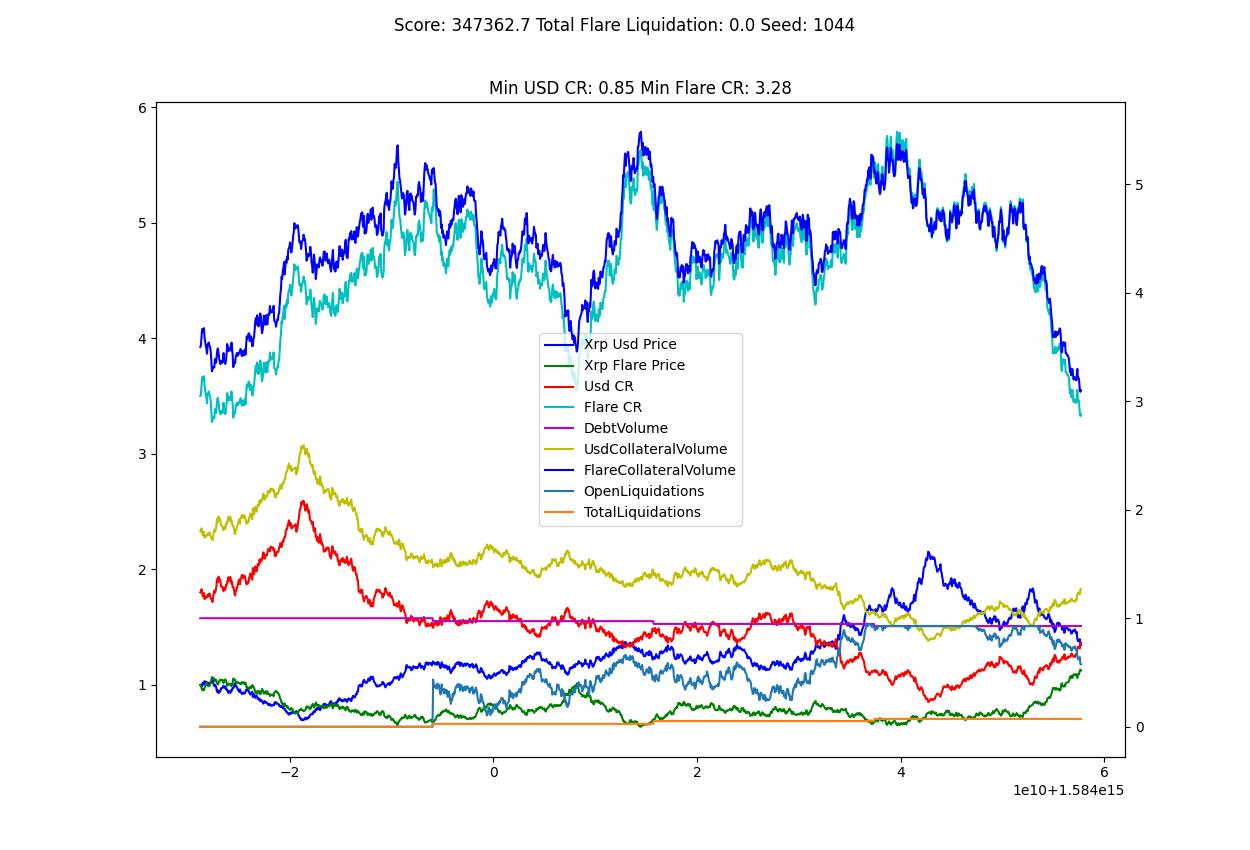 Score: 347362.7 Total Flare Liquidation: 0.0 Seed: 1044
Min USD CR: 0.85 Min Flare CR: 3.28
6
5
4
3
2
1
5
4
3
2
1
0
Xrp Usd Price
Xrp Flare Price
Usd CR
Flare CR
DebtVolume
UsdCollateralVolume
FlareCollateralVolume
OpenLiquidations
TotalLiquidations
−2 0 2 4 6
1e10+1.584e15